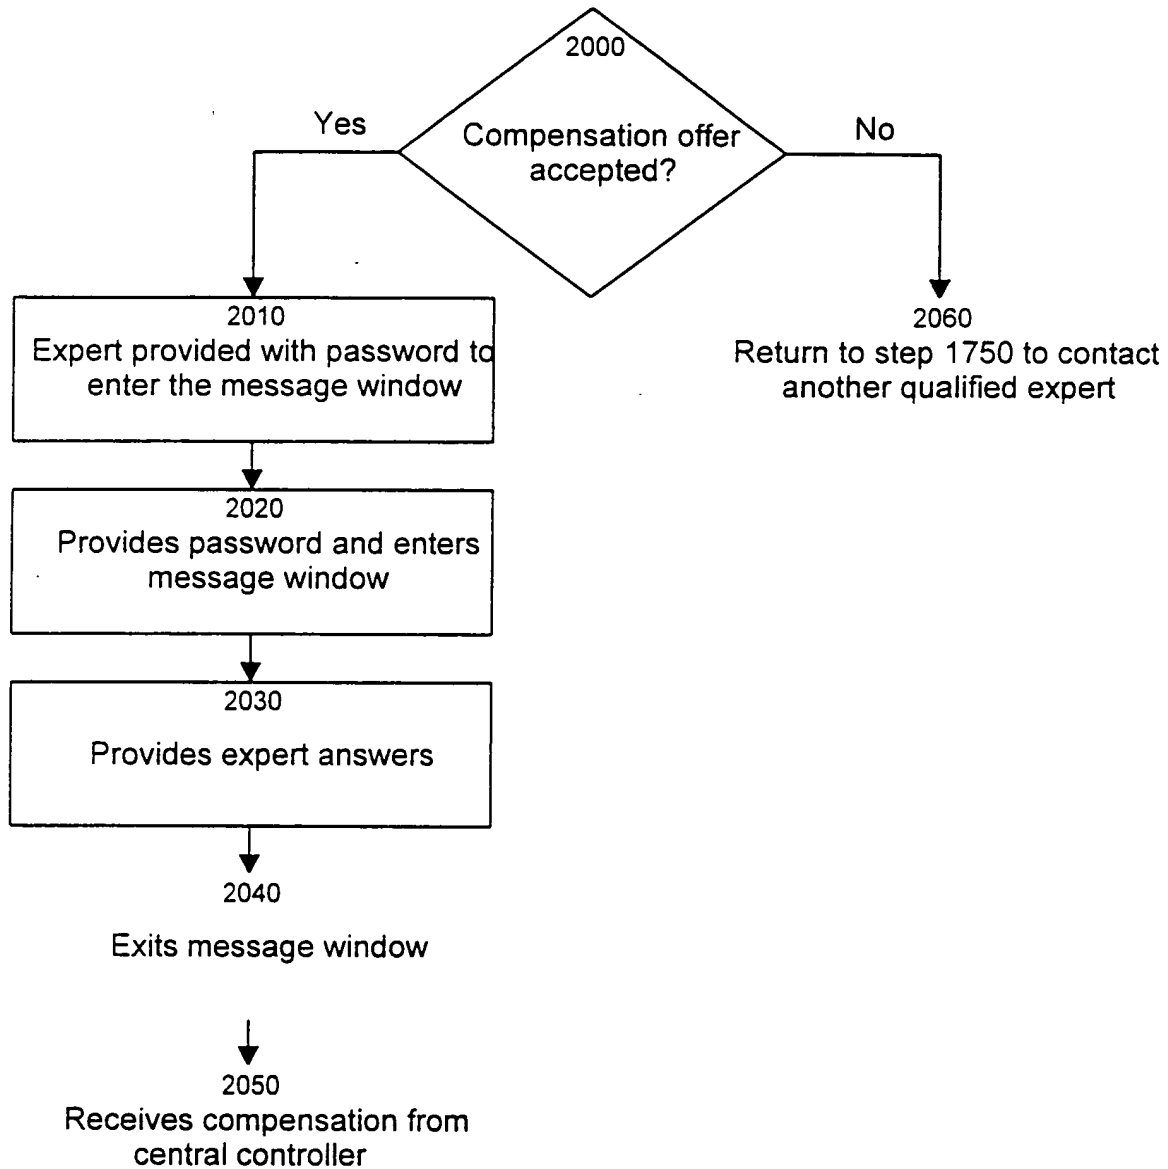 2000
Compensation offer
accepted?
Yes
No
2010
Expert provided with password to
enter the message window
2060
Return to step 1750 to contact
another qualified expert
2020
Provides password and enters
message window
2030
Provides expert answers
2040
Exits message window
2050
Receives compensation from
central controller